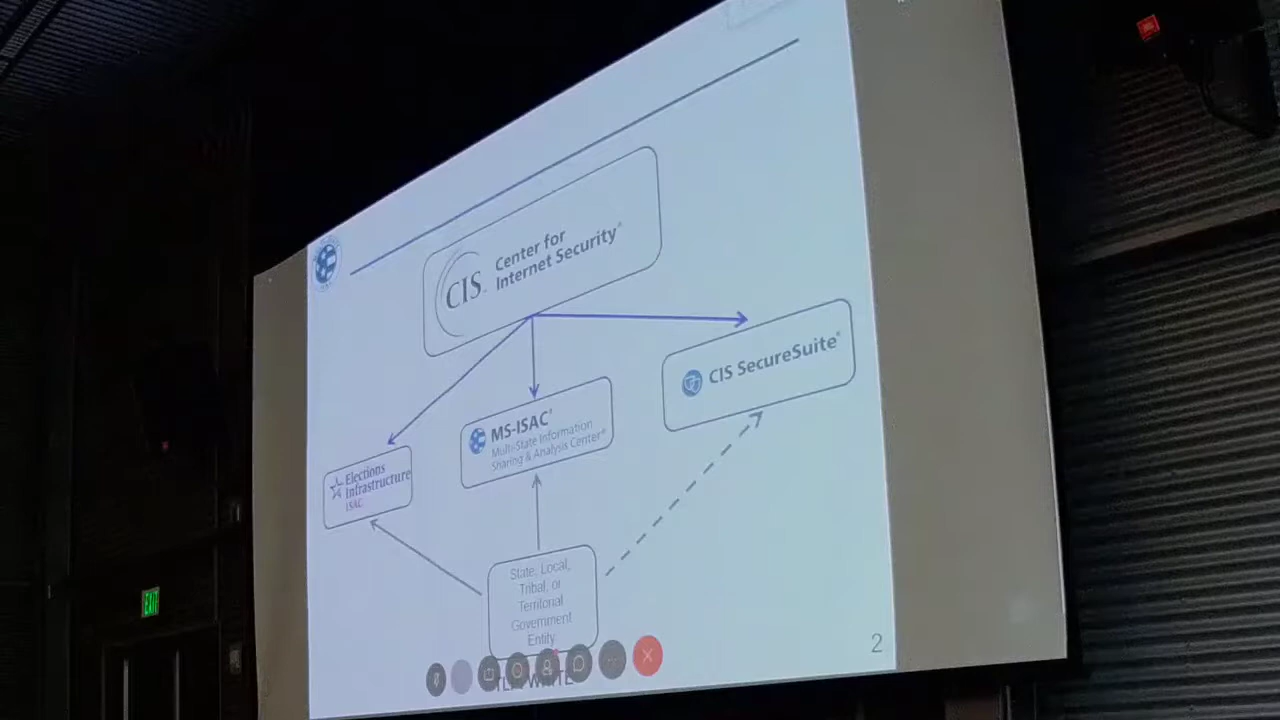 CIS
Center for
Internet Security®
CIS SecureSuite®
MS-ISAC®
Multi-State Information
Sharing & Analysis Center®
Elections
Infrastructure
ISAC
State, Local,
Tribal, or
Territorial
Government
Entity
2
EXIT